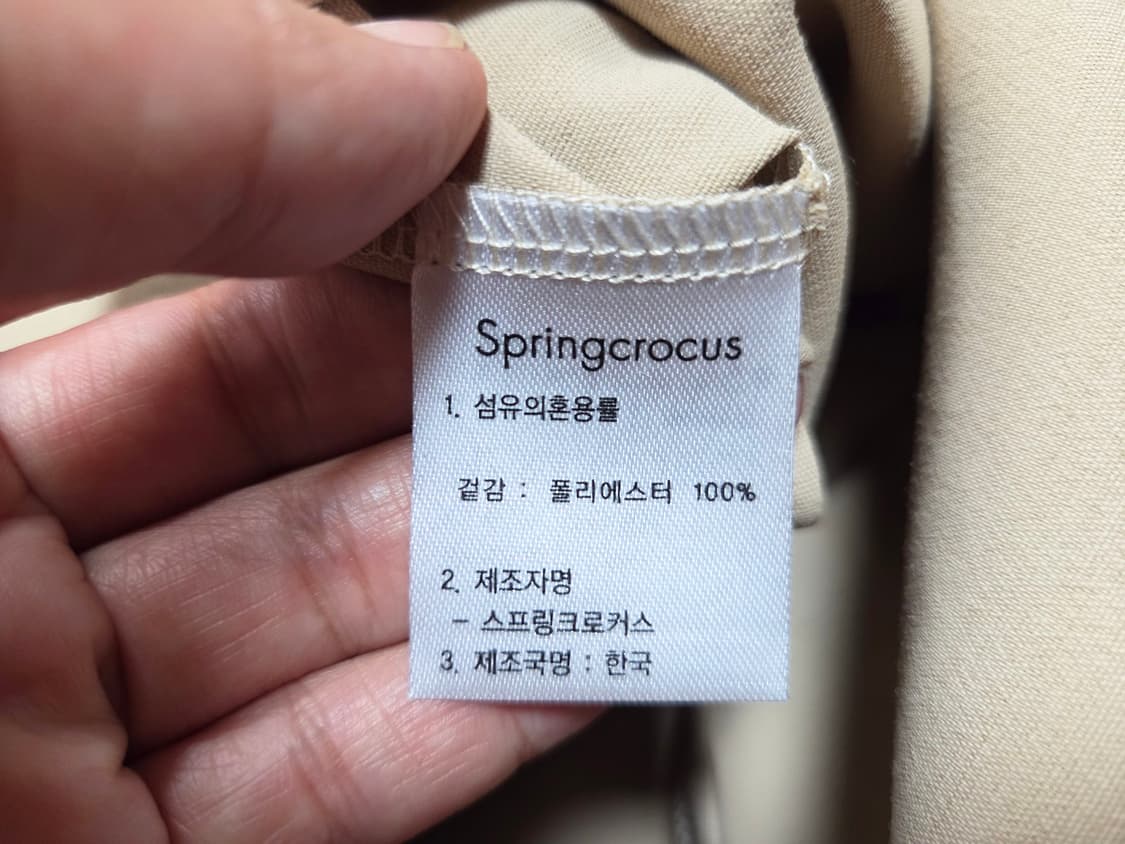 Springcrocus
1. 섬유의혼용률
겉감 : 폴리에스터 100%
2. 제조자명
- 스프링크로커스
3. 제조국명 : 한국